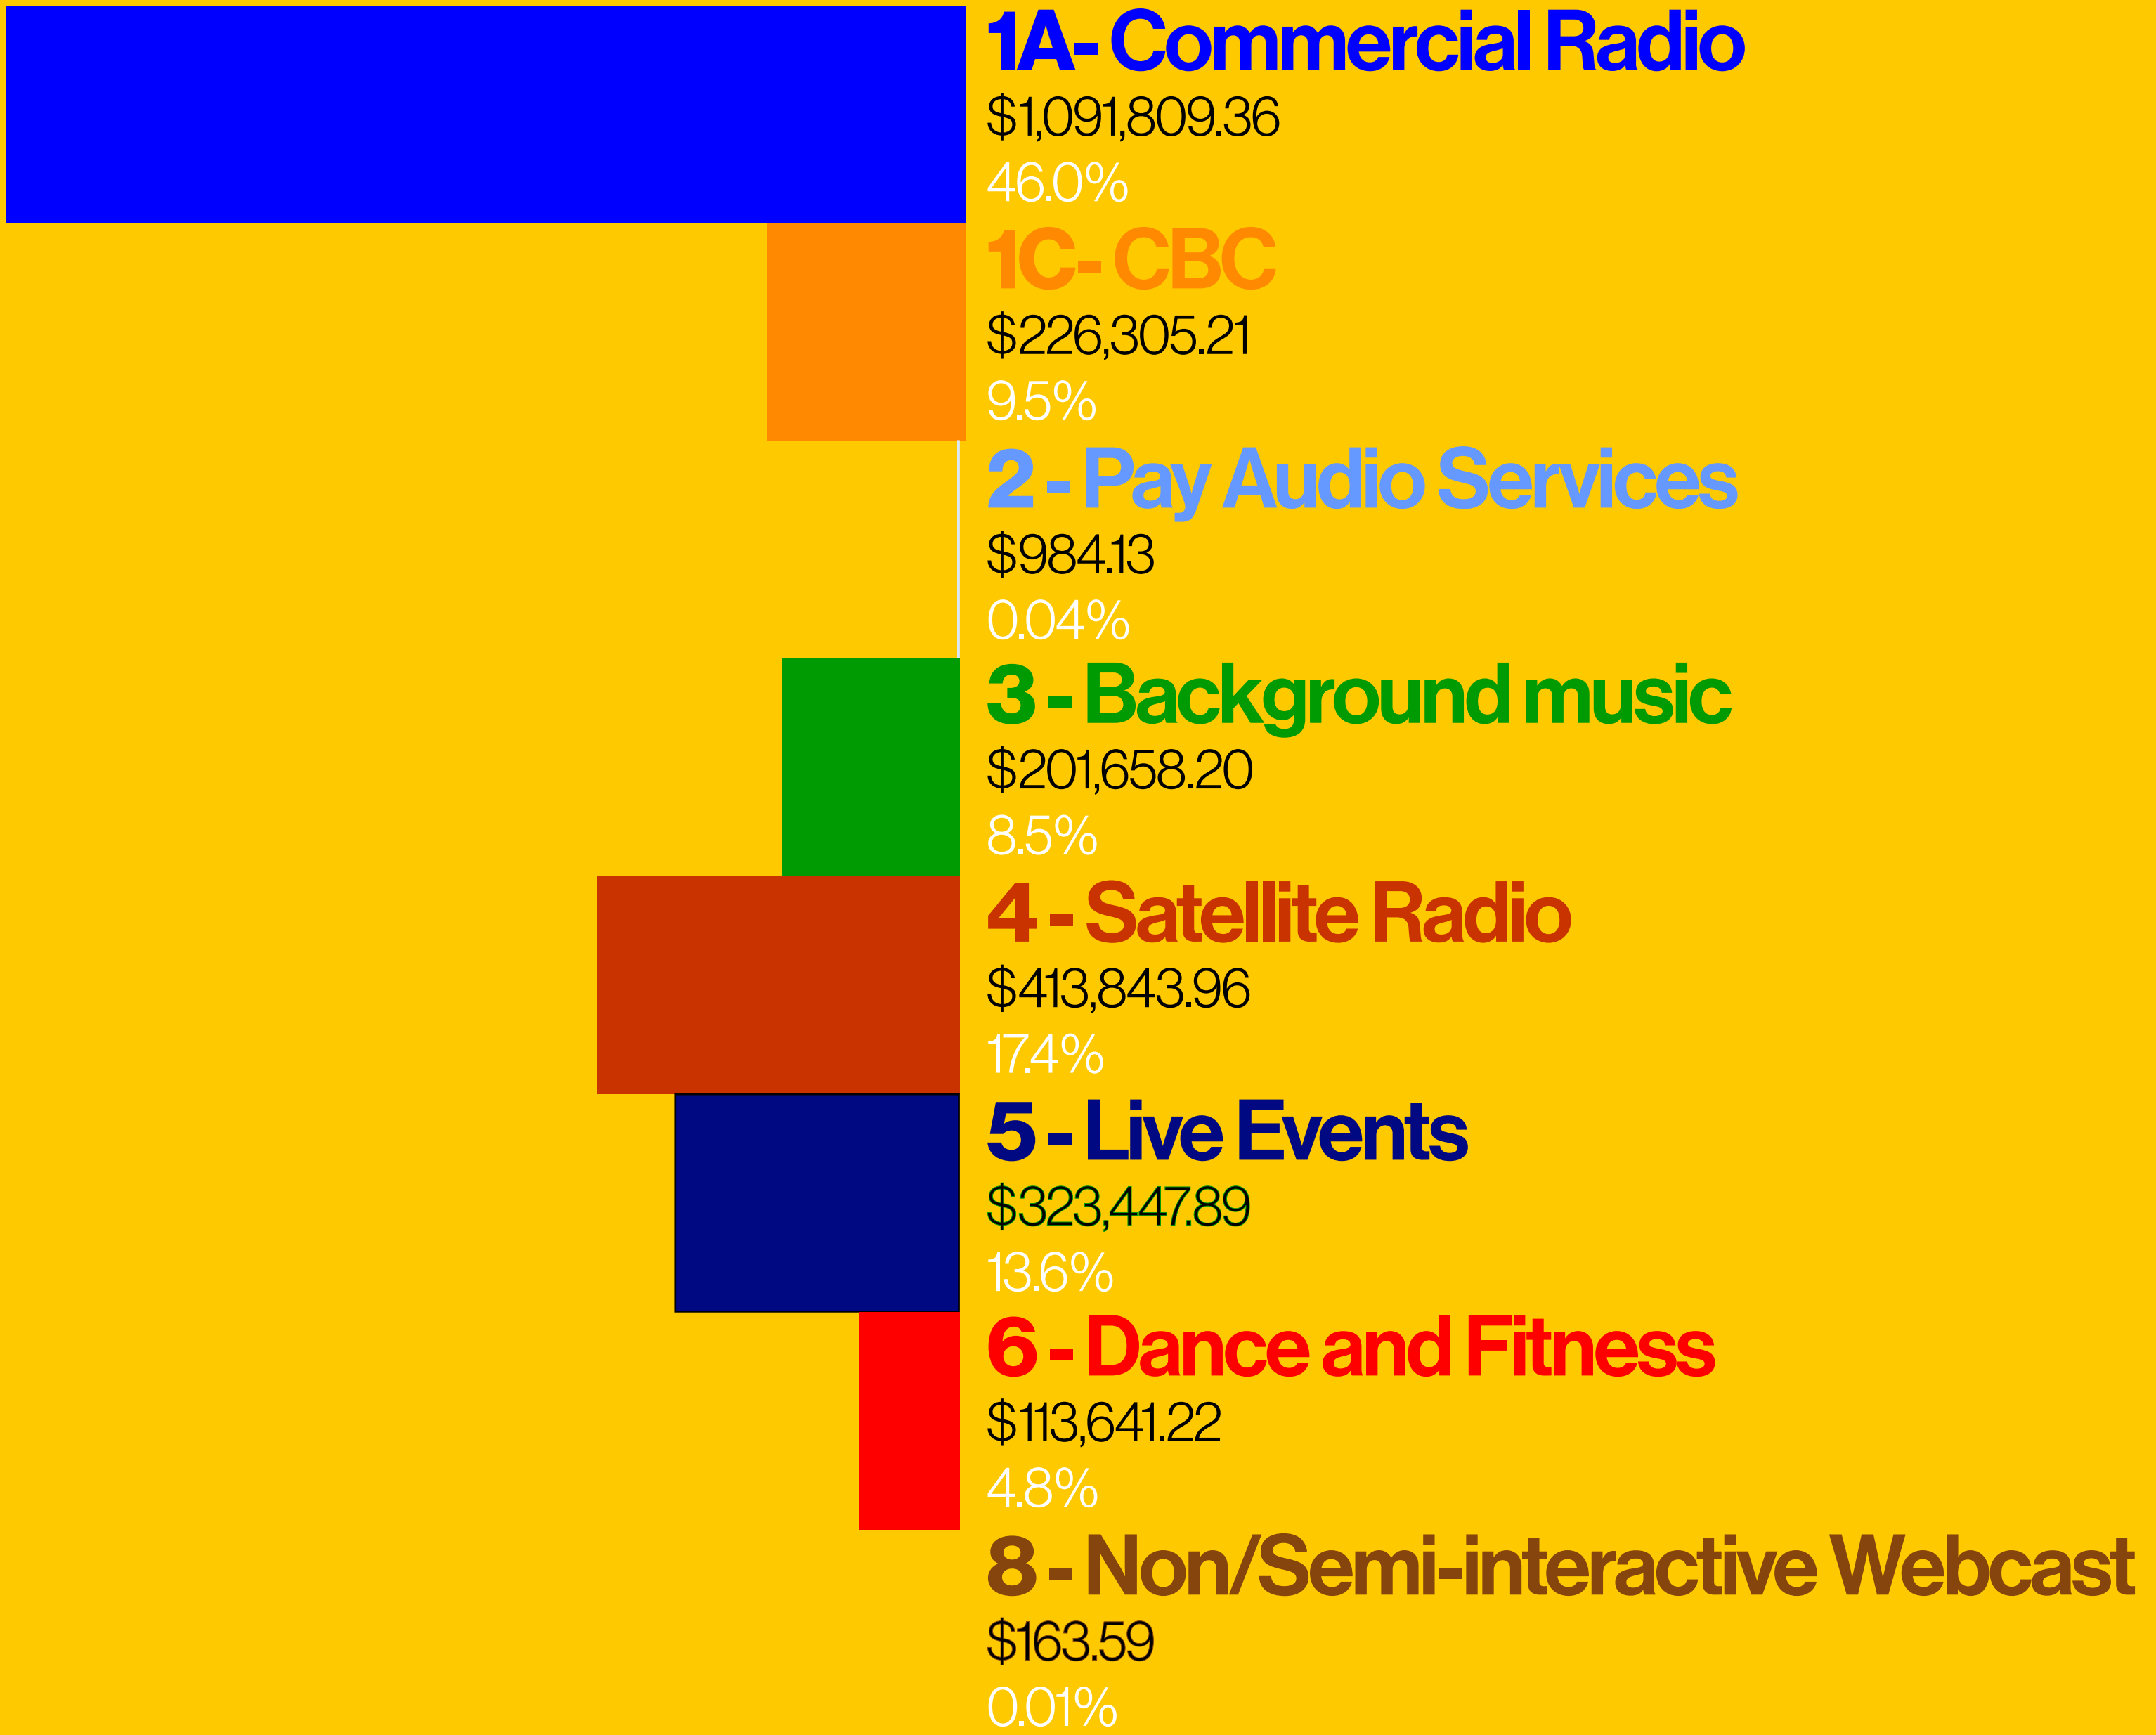 1A- Commercial Radio
$1,091,809.36
46.0%
1C- CBC
$226,305.21
9.5%
2 - Pay Audio Services
$984.13
0.04%
3 - Background music
$201,658.20
8.5%
4 - Satellite Radio
$413,843.96
17.4%
5 - Live Events
$323,447.89
13.6%
6 - Dance and Fitness
$113,641.22
4.8%
8 - Non/Semi-interactive Webcast
$163.59
0.01%